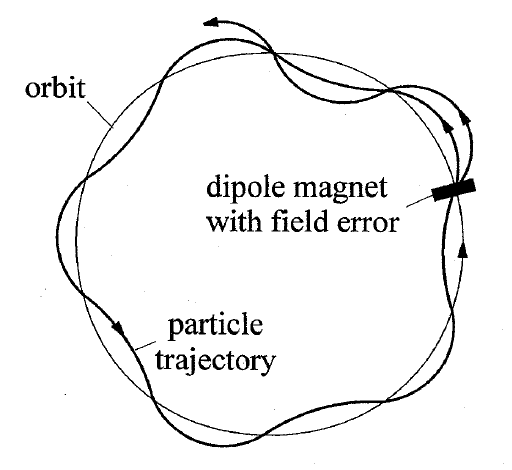 orbit
dipole magnet
with field error
particle
trajectory